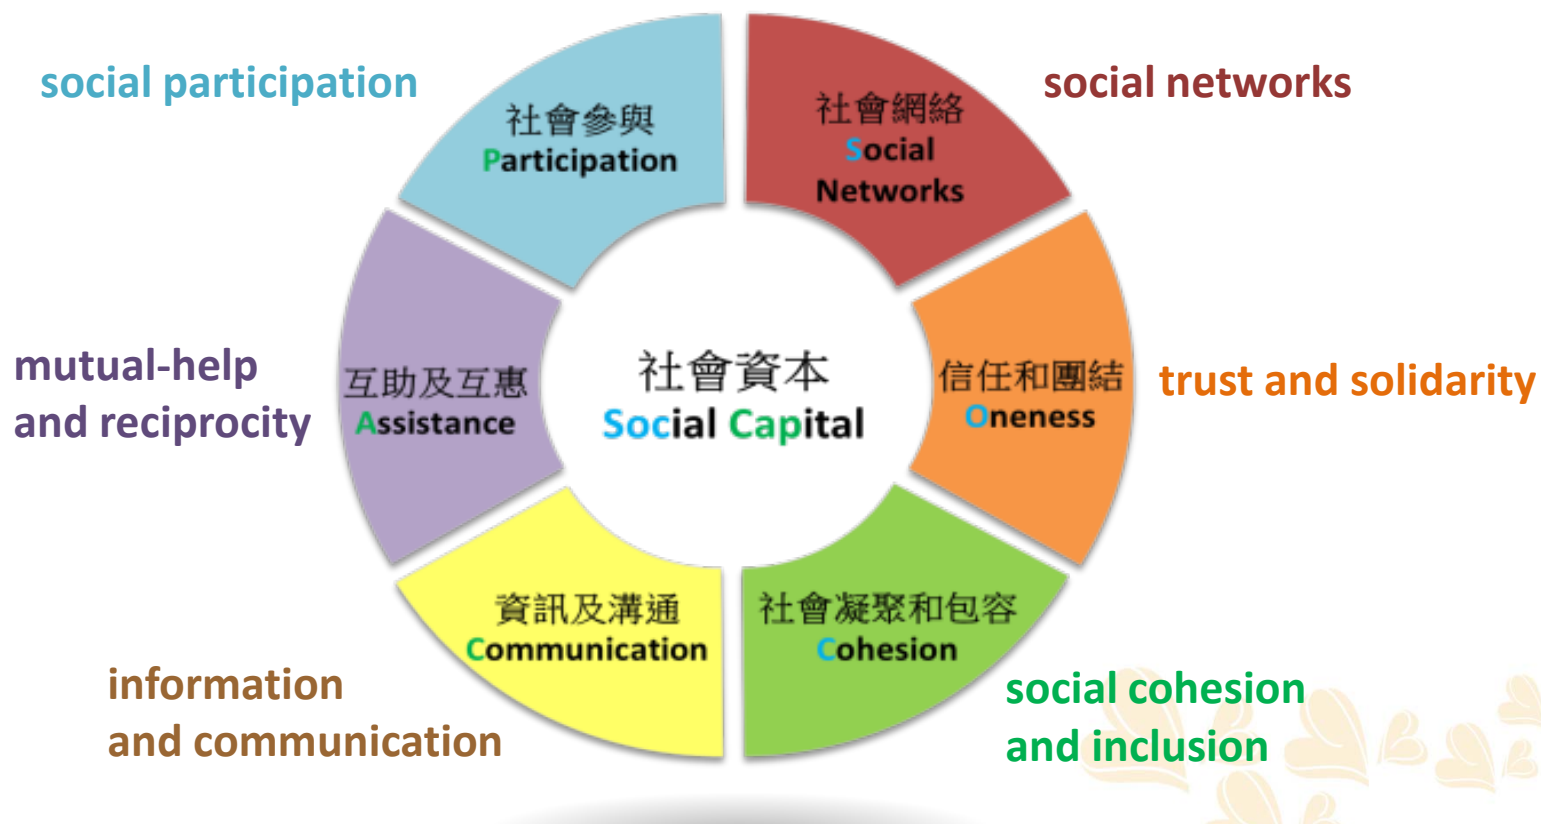 social participation
社會參與
Participation
社會網絡
Social
Networks
social networks
mutual-help
and reciprocity
互助及互惠
Assistance
社會資本
Social Capital
信任和團結
Oneness
trust and solidarity
資訊及溝通
Communication
社會凝聚和包容
Cohesion
information
and communication
social cohesion
and inclusion